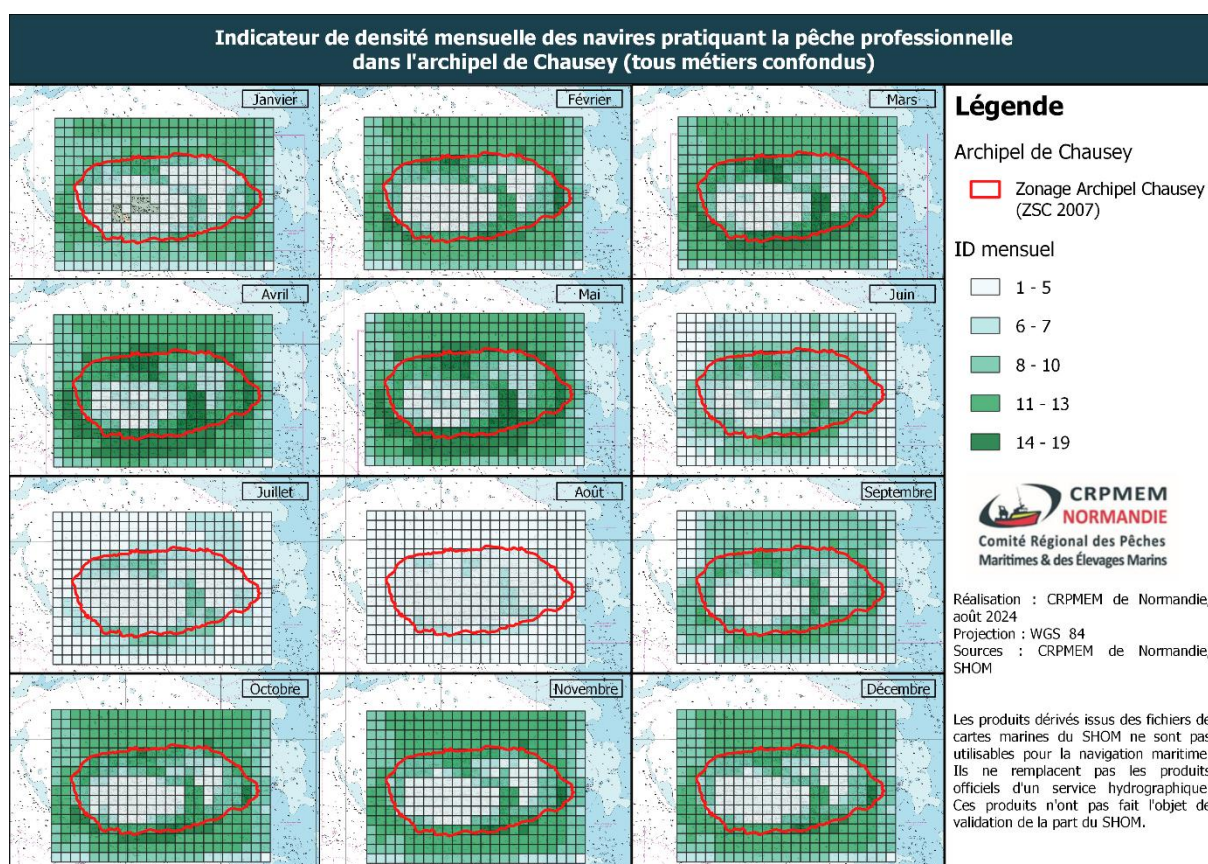 Indicateur de densité mensuelle des navires pratiquant la pêche professionnelle
dans l'archipel de Chausey (tous métiers confondus)
Janvier
Février
Mars
Avril
Mai
Juin
Juillet
Août
Septembre
Octobre
Novembre
Décembre
Légende
Archipel de Chausey
Zonage Archipel Chausey
(ZSC 2007)
ID mensuel
1 - 5
6 - 7
8 - 10
11 - 13
14 - 19
CRPMEM
NORMANDIE
Comité Régional des Pêches
Maritimes & des Élevages Marins
Réalisation : CRPMEM de Normandie,
août 2024
Projection : WGS 84
Sources : CRPMEM de Normandie,
SHOM
Les produits dérivés issus des fichiers de
cartes marines du SHOM ne sont pas
utilisables pour la navigation maritime
Ils ne remplacent pas les produits
officiels d'un service hydrographique
Ces produits n'ont pas fait l'objet de
validation de la part du SHOM.